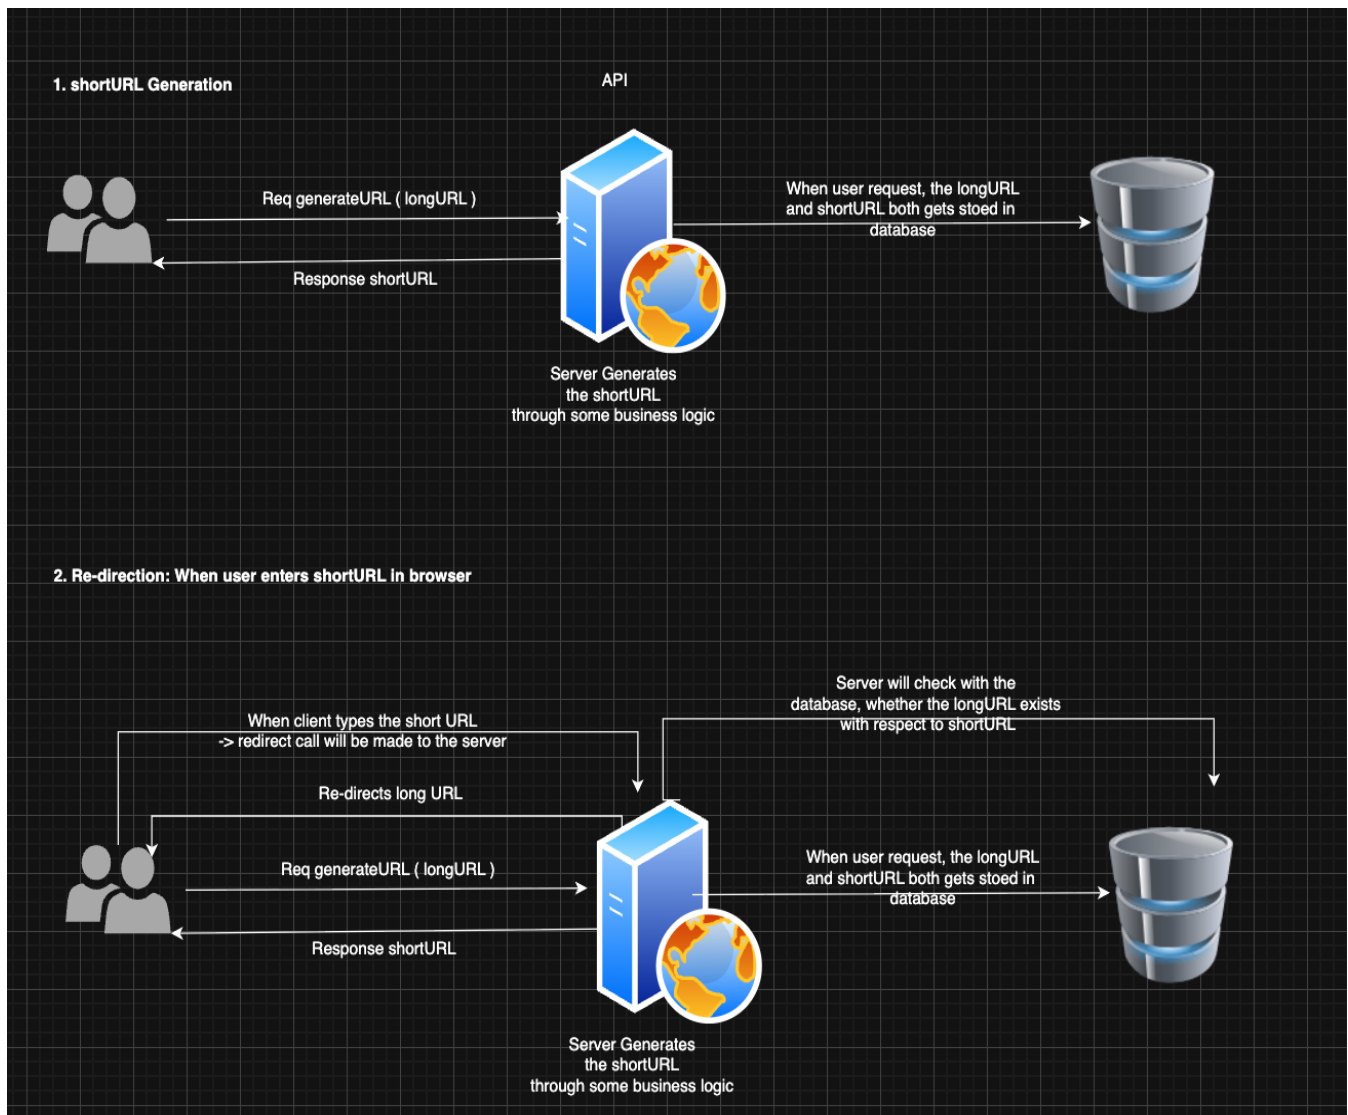 1. shortURL Generation
API
Req generateURL ( longURL )
Response shortURL
When user request, the longURL
and shortURL both gets stoed in
database
Server Generates
the shortURL
through some business logic
2. Re-direction: When user enters shortURL in browser
When client types the short URL
-> redirect call will be made to the server
Server will check with the
database, whether the longURL exists
with respect to shortURL
Re-directs long URL
Req generateURL ( longURL )
Response shortURL
When user request, the longURL
and shortURL both gets stoed in
database
Server Generates
the shortURL
through some business logic